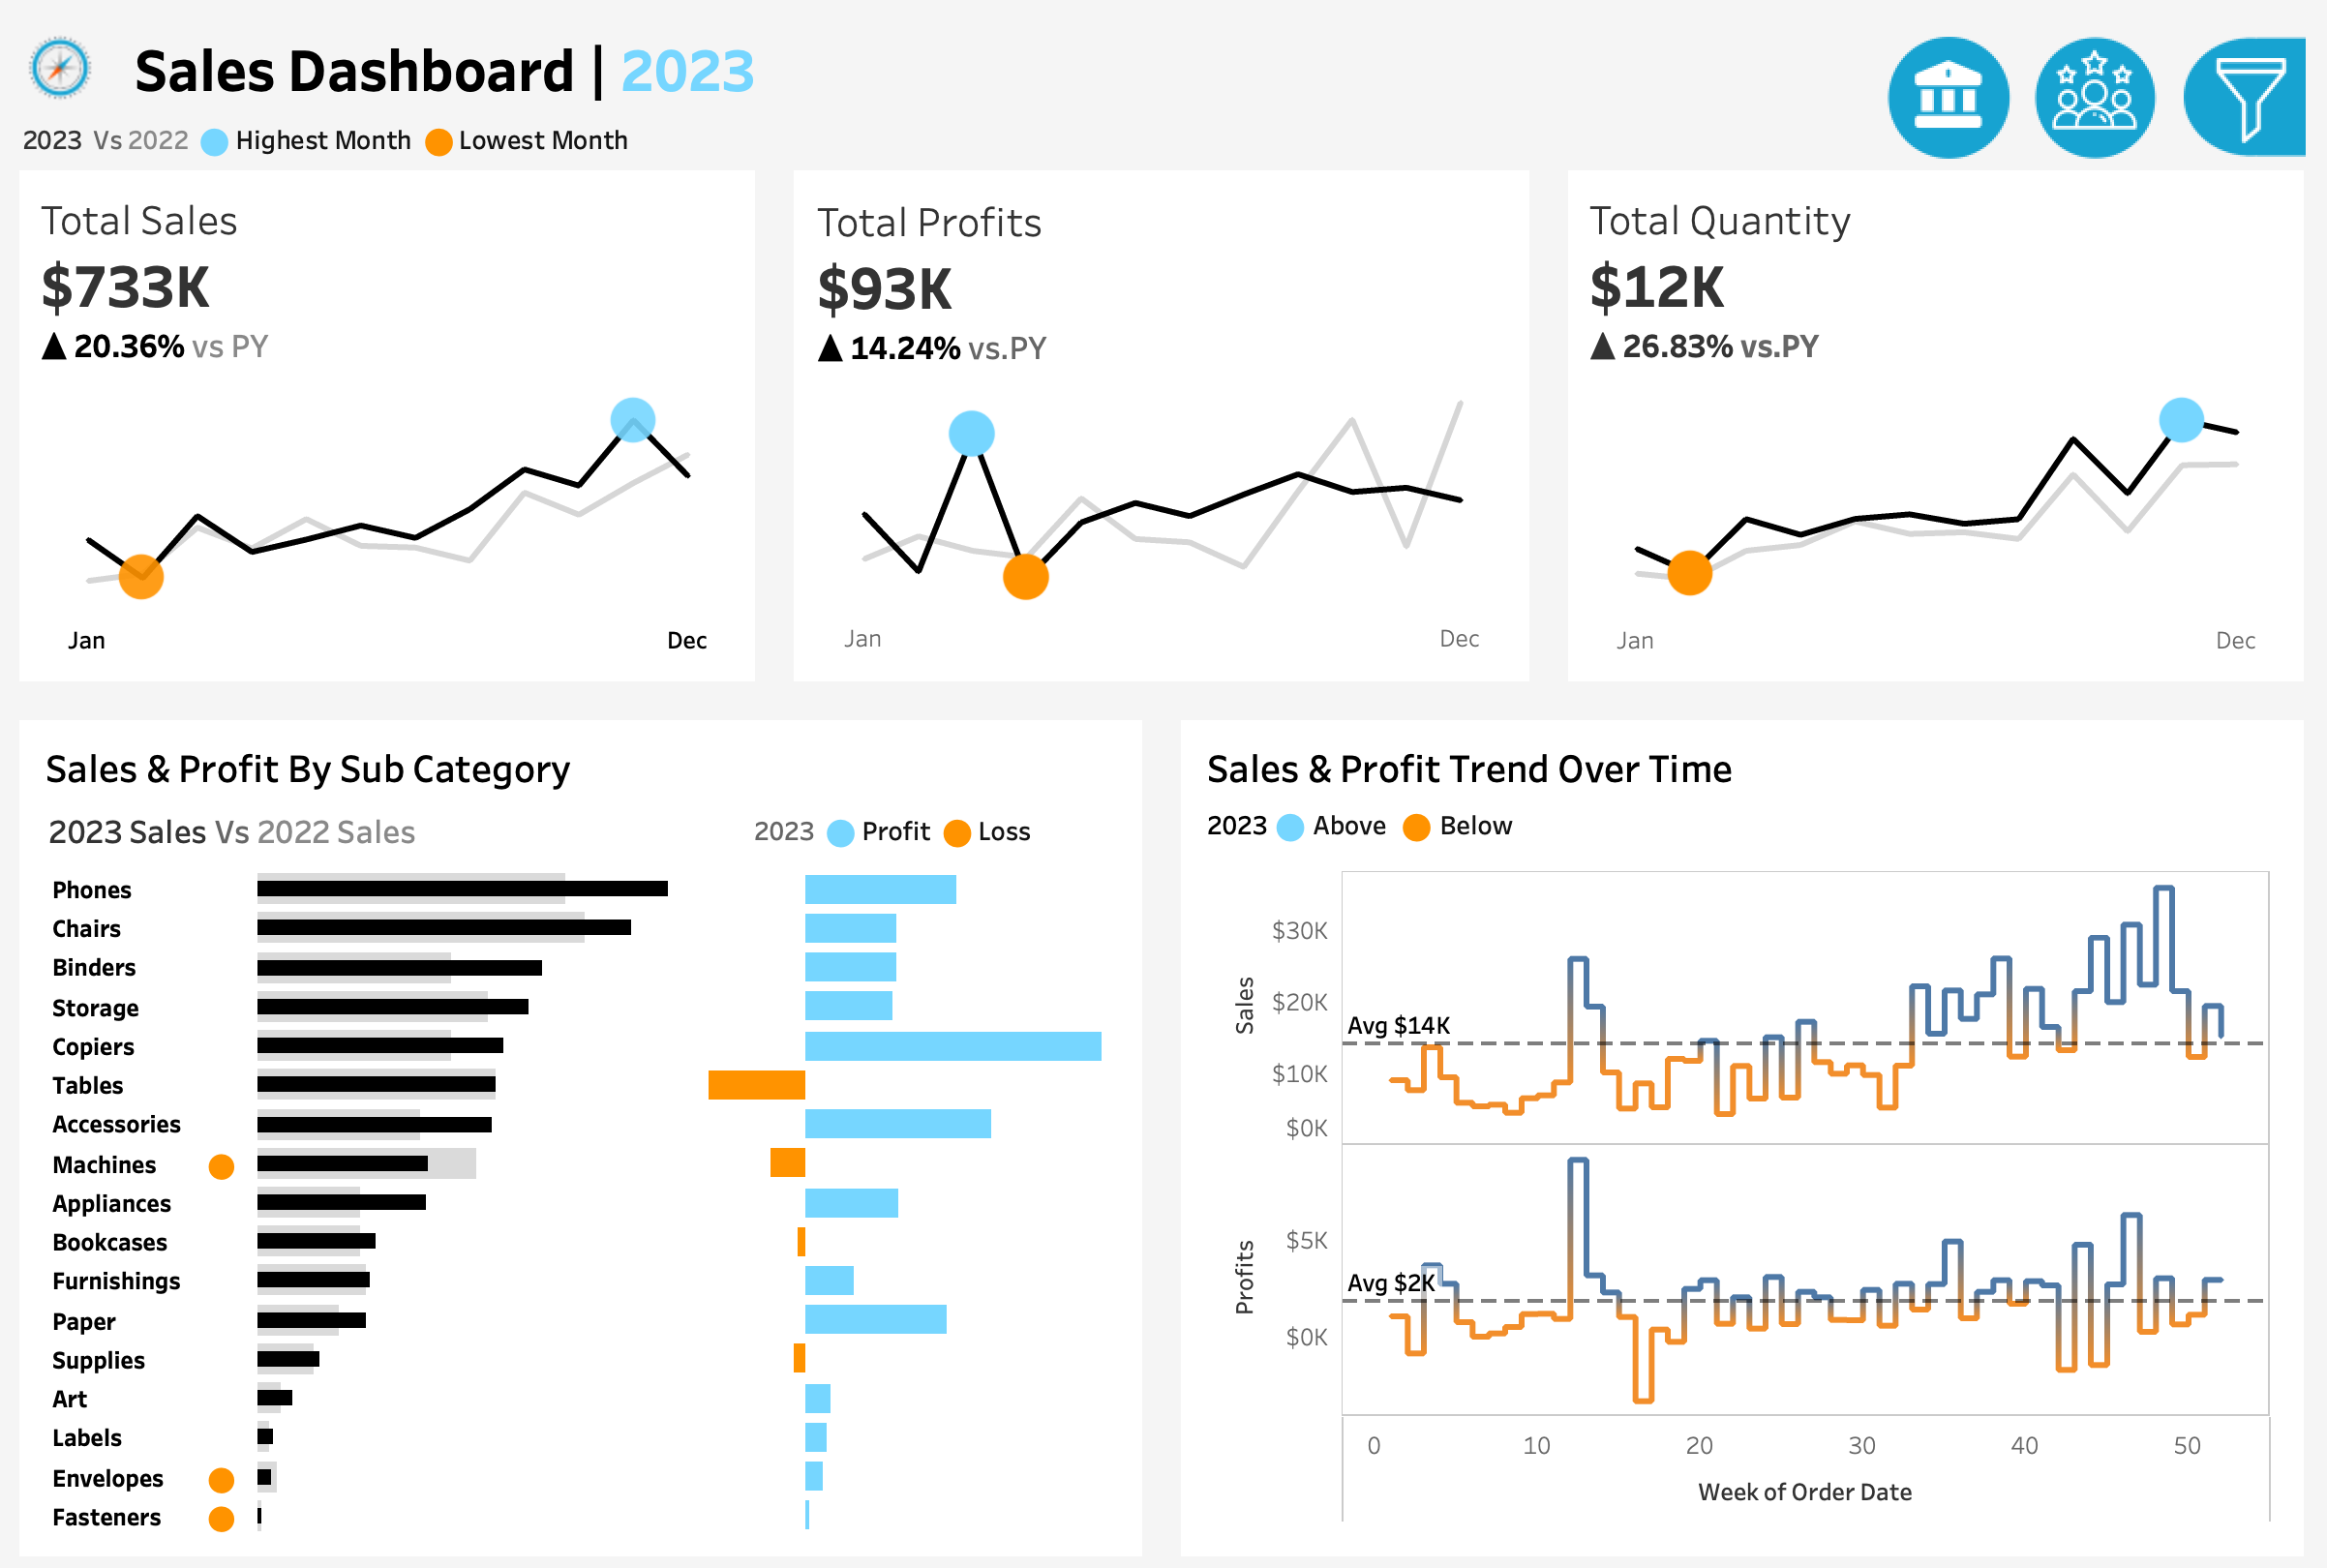 Sales Dashboard | 2023
2023 Vs 2022 Highest Month Lowest Month
Total Sales
$733K
▲ 20.36% vs PY
Jan Dec
Total Profits
$93K
▲ 14.24% vs.PY
Jan Dec
Total Quantity
$12K
▲ 26.83% vs.PY
Jan Dec
Sales & Profit By Sub Category
2023 Sales Vs 2022 Sales
2023 Profit Loss
Phones
Chairs
Binders
Storage
Copiers
Tables
Accessories
Machines
Appliances
Bookcases
Furnishings
Paper
Supplies
Art
Labels
Envelopes
Fasteners
Sales & Profit Trend Over Time
2023 Above Below
Sales
$30K
$20K
Avg $14K
$10K
$0K
Profits
$5K
Avg $2K
$0K
0 10 20 30 40 50
Week of Order Date